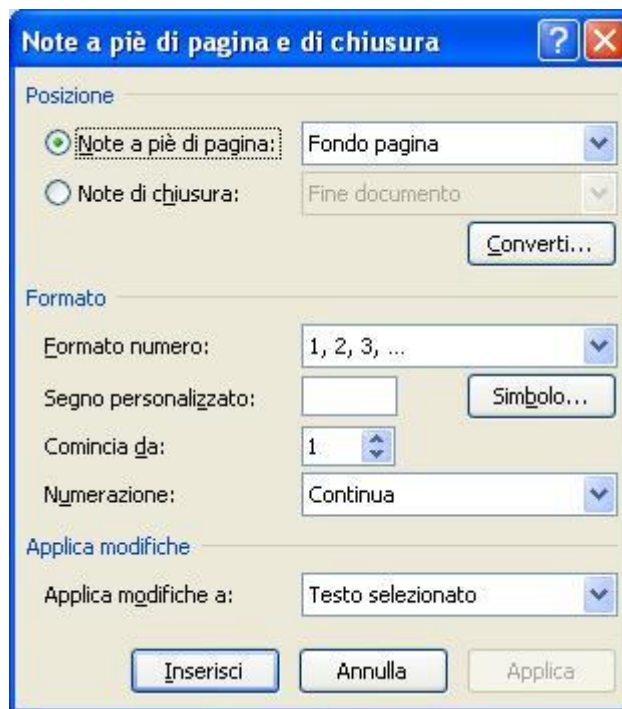 Note a piè di pagina e di chiusura
Posizione
Note a piè di pagina: Fondo pagina
Note di chiusura: Fine documento
Converti...
Formato
Formato numero: 1, 2, 3, ...
Segno personalizzato: Simbolo...
Comincia da: 1
Numerazione: Continua
Applica modifiche
Applica modifiche a: Testo selezionato
Inserisci Annulla Applica